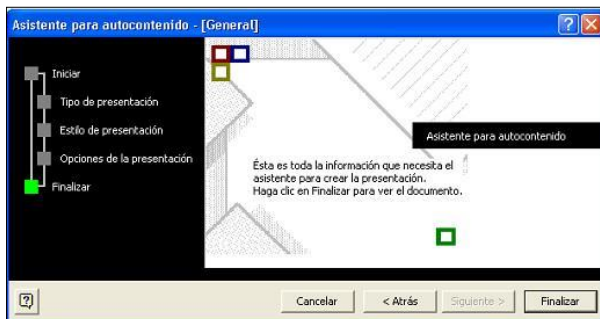 Asistente para autocontenido - [General]
Iniciar
Tipo de presentación
Estilo de presentación
Opciones de la presentación
Finalizar
Asistente para autocontenido
Ésta es toda la información que necesita el
asistente para crear la presentación.
Haga clic en Finalizar para ver el documento.
Cancelar
< Atrás
Siguiente >
Finalizar